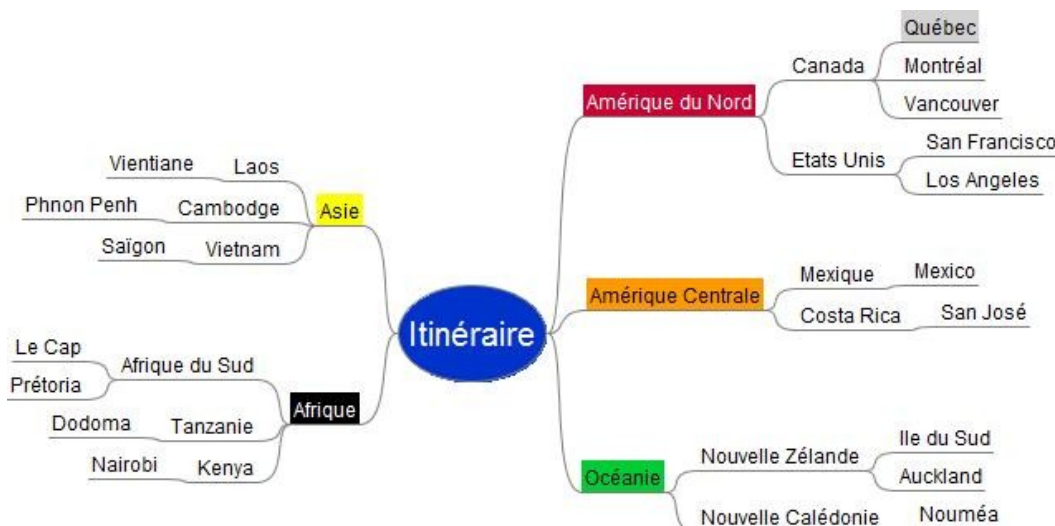 Itinéraire
Amérique du Nord
Canada
Québec
Montréal
Vancouver
Etats Unis
San Francisco
Los Angeles
Amérique Centrale
Mexique
Mexico
Costa Rica
San José
Océanie
Nouvelle Zélande
Ile du Sud
Auckland
Nouvelle Calédonie
Nouméa
Asie
Laos
Vientiane
Cambodge
Phnon Penh
Vietnam
Saïgon
Afrique
Afrique du Sud
Le Cap
Prétoria
Tanzanie
Dodoma
Kenya
Nairobi